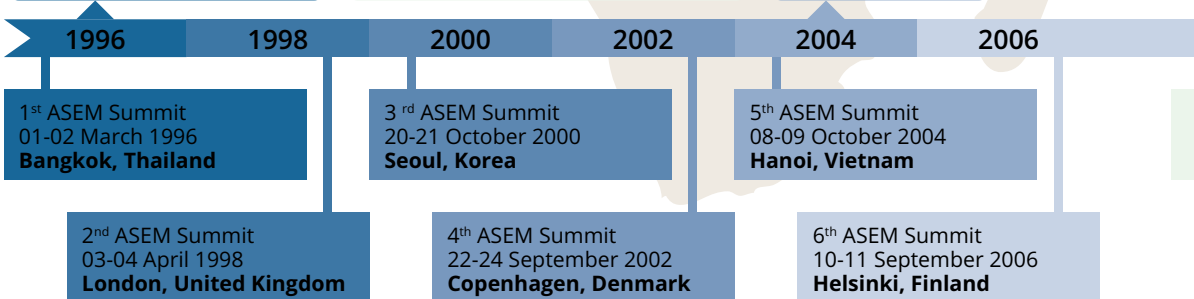 1996 1998 2000 2002 2004 2006
1st ASEM Summit
01-02 March 1996
Bangkok, Thailand
3 rd ASEM Summit
20-21 October 2000
Seoul, Korea
5th ASEM Summit
08-09 October 2004
Hanoi, Vietnam
2nd ASEM Summit
03-04 April 1998
London, United Kingdom
4th ASEM Summit
22-24 September 2002
Copenhagen, Denmark
6th ASEM Summit
10-11 September 2006
Helsinki, Finland